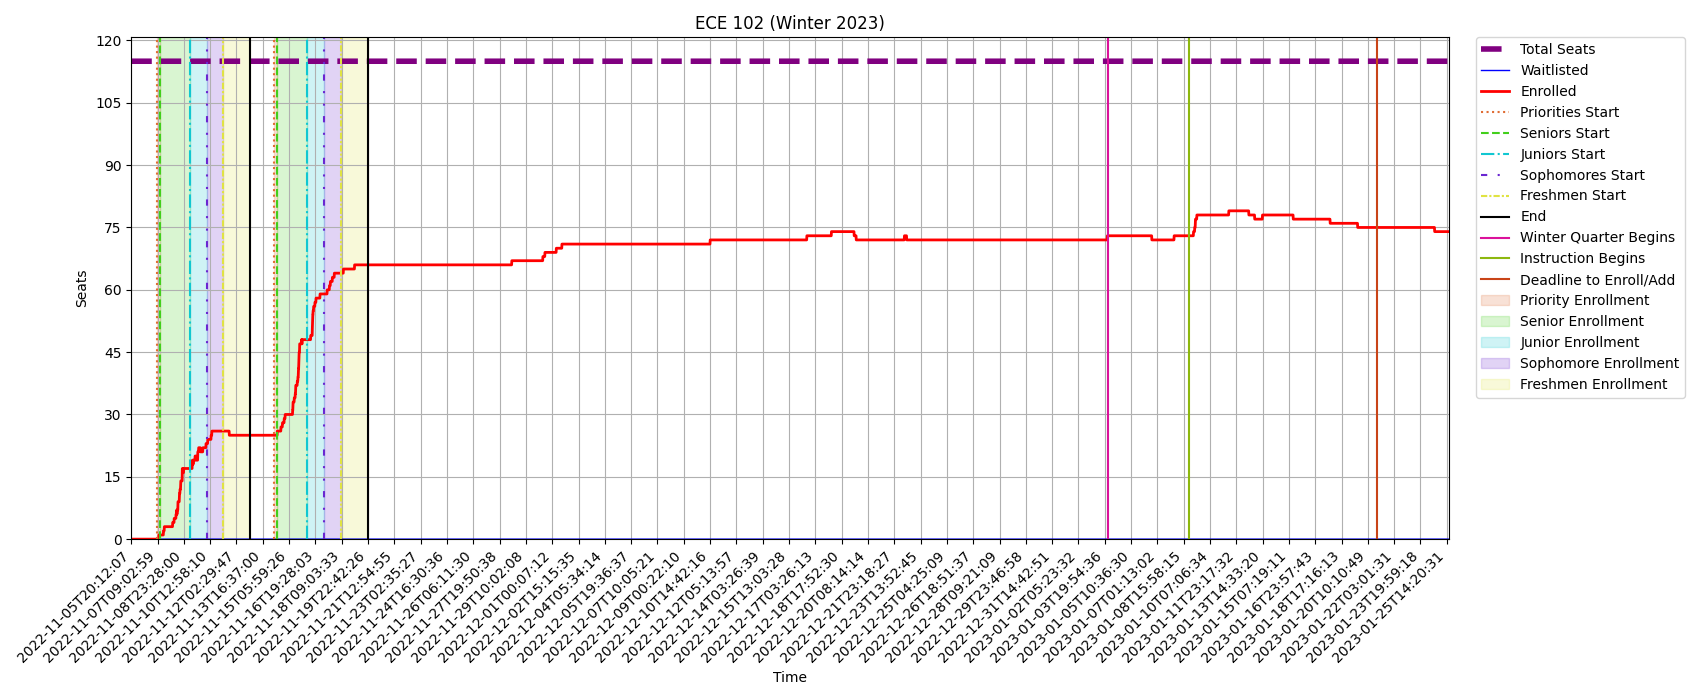 ECE 102 (Winter 2023)
Seats
120
105
90
75
60
45
30
15
0
2022-11-05T20:12:07
2022-11-07T09:02:59
2022-11-08T23:28:00
2022-11-10T12:58:10
2022-11-12T02:29:47
2022-11-13T16:37:00
2022-11-15T05:59:26
2022-11-16T19:28:03
2022-11-18T09:03:33
2022-11-19T22:42:26
2022-11-21T12:54:55
2022-11-23T02:35:27
2022-11-24T16:30:36
2022-11-26T06:11:30
2022-11-27T19:50:38
2022-11-29T10:02:08
2022-12-01T00:07:12
2022-12-02T15:15:35
2022-12-04T05:34:14
2022-12-05T19:36:37
2022-12-07T10:05:21
2022-12-09T00:22:10
2022-12-10T14:42:16
2022-12-12T05:13:57
2022-12-14T03:26:39
2022-12-15T15:03:28
2022-12-17T03:26:13
2022-12-18T17:52:30
2022-12-20T08:14:14
2022-12-21T23:18:27
2022-12-23T13:52:45
2022-12-25T04:25:09
2022-12-26T18:51:37
2022-12-28T09:21:09
2022-12-29T23:46:58
2022-12-31T14:42:51
2023-01-02T05:23:32
2023-01-03T19:54:36
2023-01-05T10:36:30
2023-01-07T01:13:02
2023-01-08T15:58:15
2023-01-10T07:06:34
2023-01-11T23:17:32
2023-01-13T14:33:20
2023-01-15T07:19:11
2023-01-16T23:57:43
2023-01-18T17:16:13
2023-01-20T10:10:49
2023-01-22T03:01:31
2023-01-23T19:59:18
2023-01-25T14:20:31
Time
Total Seats
Waitlisted
Enrolled
Priorities Start
Seniors Start
Juniors Start
Sophomores Start
Freshmen Start
End
Winter Quarter Begins
Instruction Begins
Deadline to Enroll/Add
Priority Enrollment
Senior Enrollment
Junior Enrollment
Sophomore Enrollment
Freshmen Enrollment